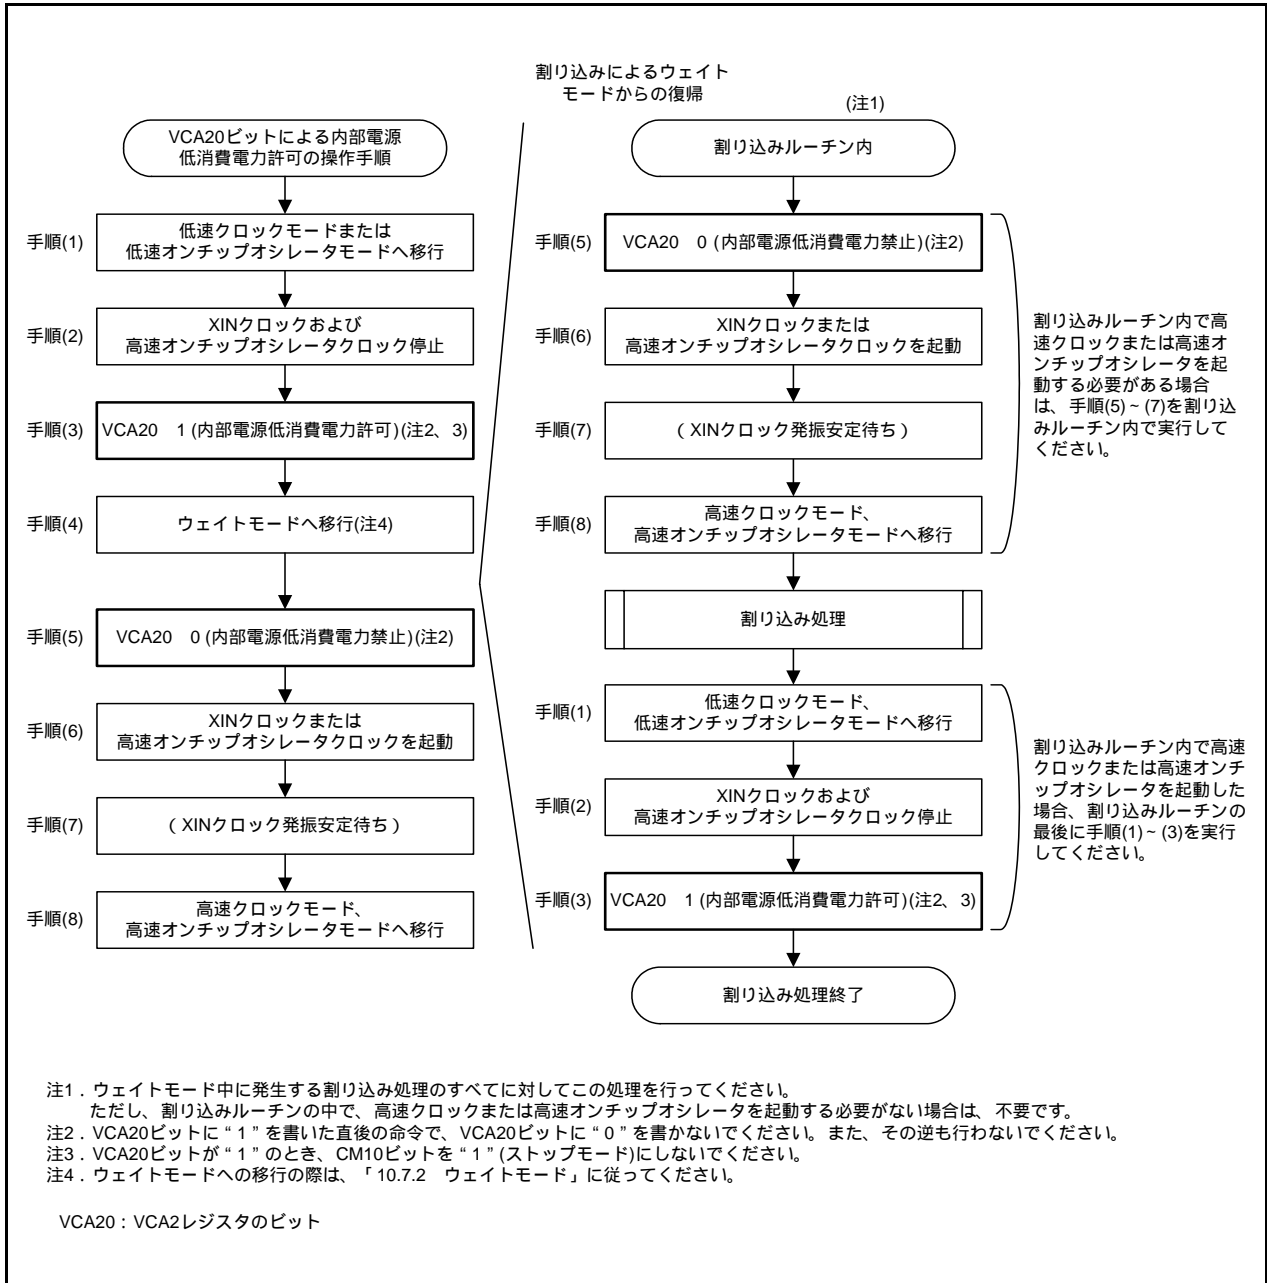 VCA20ビットによる内部電源
低消費電力許可の操作手順
手順(1)
低速クロックモードまたは
低速オンチップオシレータモードへ移行
手順(2)
XINクロックおよび
高速オンチップオシレータクロック停止
手順(3)
VCA20　1 (内部電源低消費電力許可)(注2、3)
手順(4)
ウェイトモードへ移行(注4)
手順(5)
VCA20　0 (内部電源低消費電力禁止)(注2)
手順(6)
XINクロックまたは
高速オンチップオシレータクロックを起動
手順(7)
( XINクロック発振安定待ち )
手順(8)
高速クロックモード、
高速オンチップオシレータモードへ移行
割り込みによるウェイト
モードからの復帰
(注1)
割り込みルーチン内
手順(5)
VCA20　0 (内部電源低消費電力禁止)(注2)
手順(6)
XINクロックまたは
高速オンチップオシレータクロックを起動
手順(7)
( XINクロック発振安定待ち )
手順(8)
高速クロックモード、
高速オンチップオシレータモードへ移行
割り込みルーチン内で高
速クロックまたは高速オ
ンチップオシレータを起
動する必要がある場合
は、手順(5) ~ (7)を割り込
みルーチン内で実行して
ください。
割り込み処理
手順(1)
低速クロックモード、
低速オンチップオシレータモードへ移行
手順(2)
XINクロックおよび
高速オンチップオシレータクロック停止
手順(3)
VCA20　1 (内部電源低消費電力許可)(注2、3)
割り込みルーチン内で高速
クロックまたは高速オンチ
ップオシレータを起動した
場合、割り込みルーチンの
最後に手順(1) ~ (3)を実行
してください。
割り込み処理終了
注1．ウェイトモード中に発生する割り込み処理のすべてに対してこの処理を行ってください。
ただし、割り込みルーチンの中で、高速クロックまたは高速オンチップオシレータを起動する必要がない場合は、不要です。
注2．VCA20ビットに“1”を書いた直後の命令で、VCA20ビットに“0”を書かないでください。また、その逆も行わないでください。
注3．VCA20ビットが“1”のとき、CM10ビットを“1”(ストップモード)にしないでください。
注4．ウェイトモードへの移行の際は、「10.7.2　ウェイトモード」に従ってください。
VCA20：VCA2レジスタのビット